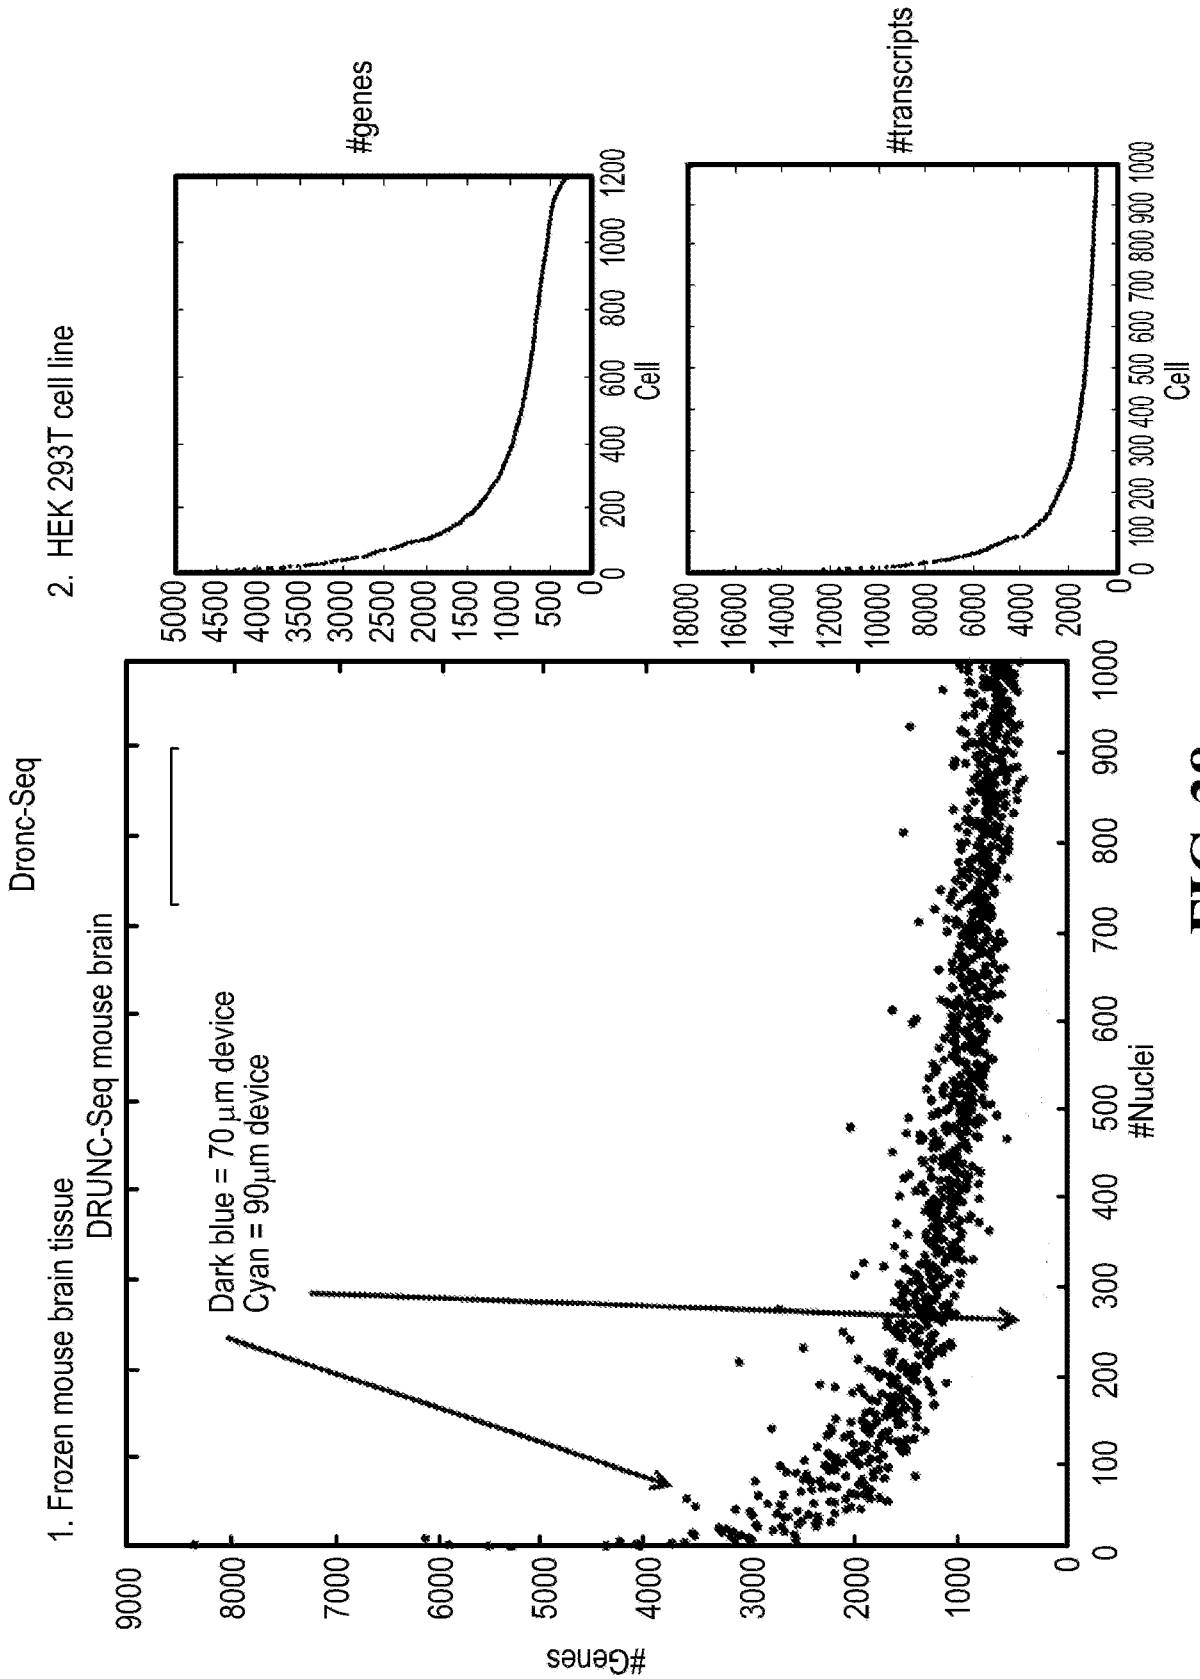 Dronc-Seq
1. Frozen mouse brain tissue
DRUNC-Seq mouse brain
Dark blue = 70 μm device
Cyan = 90μm device
#Genes
9000
8000
7000
6000
5000
4000
3000
2000
1000
0
0 100 200 300 400 500 600 700 800 900 1000
#Nuclei
2. HEK 293T cell line
5000
4500
4000
3500
3000
2500
2000
1500
1000
500
0
0 200 400 600 800 1000 1200
Cell
#genes
18000
16000
14000
12000
10000
8000
6000
4000
2000
0
0 100 200 300 400 500 600 700 800 900 1000
Cell
#transcripts